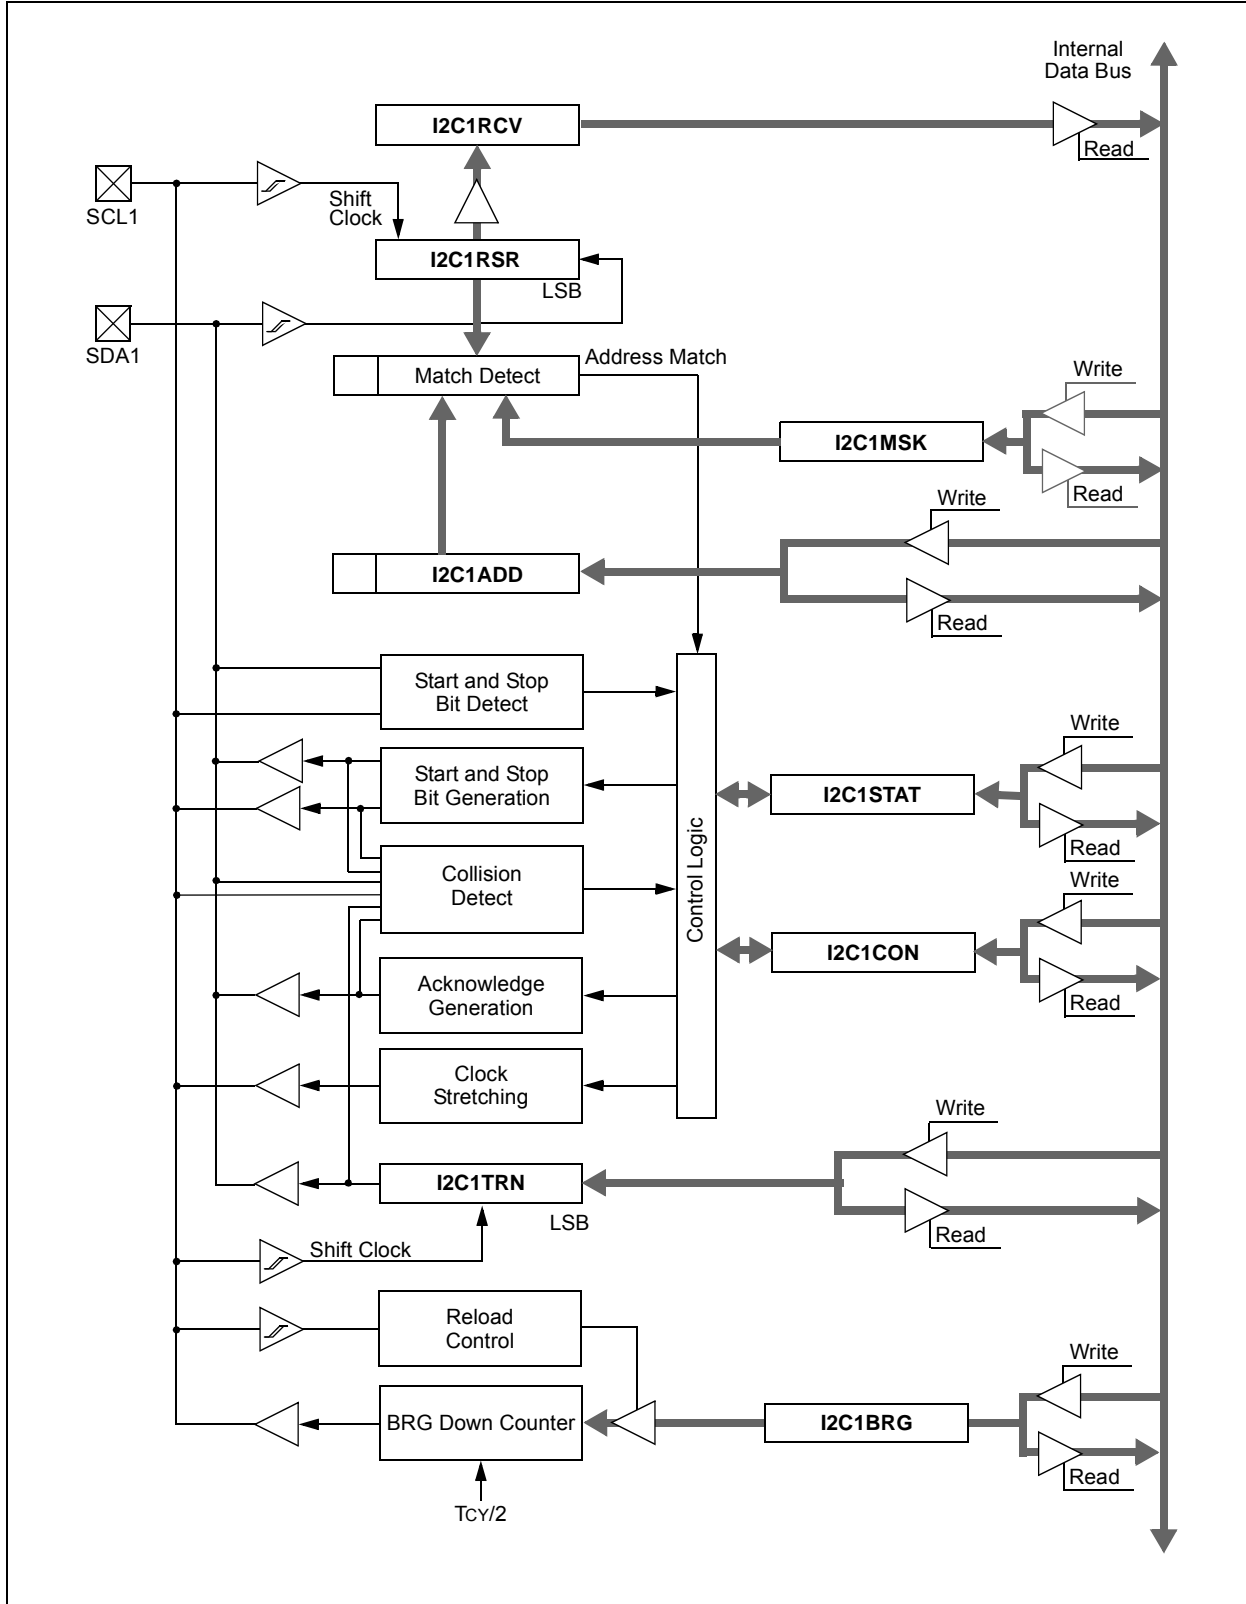 Internal
Data Bus
I2C1RCV
Read
SCL1
Shift
Clock
I2C1RSR
LSB
SDA1
Match Detect
Address Match
Write
I2C1MSK
Read
Write
I2C1ADD
Read
Start and Stop
Bit Detect
Write
Start and Stop
Bit Generation
I2C1STAT
Read
Control Logic
Collision
Detect
Write
I2C1CON
Acknowledge
Generation
Read
Clock
Stretching
Write
I2C1TRN
LSB
Read
Shift Clock
Reload
Control
Write
BRG Down Counter
I2C1BRG
Read
TCY/2